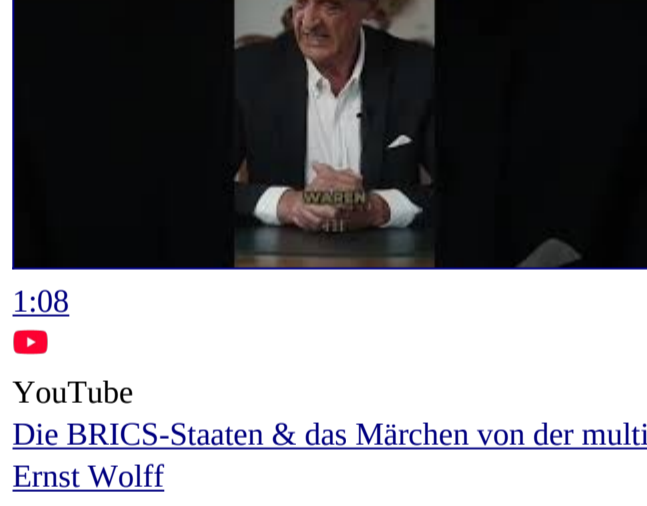 WAREN
1:08
YouTube
Die BRICS-Staaten & das Märchen von der multi
Ernst Wolff